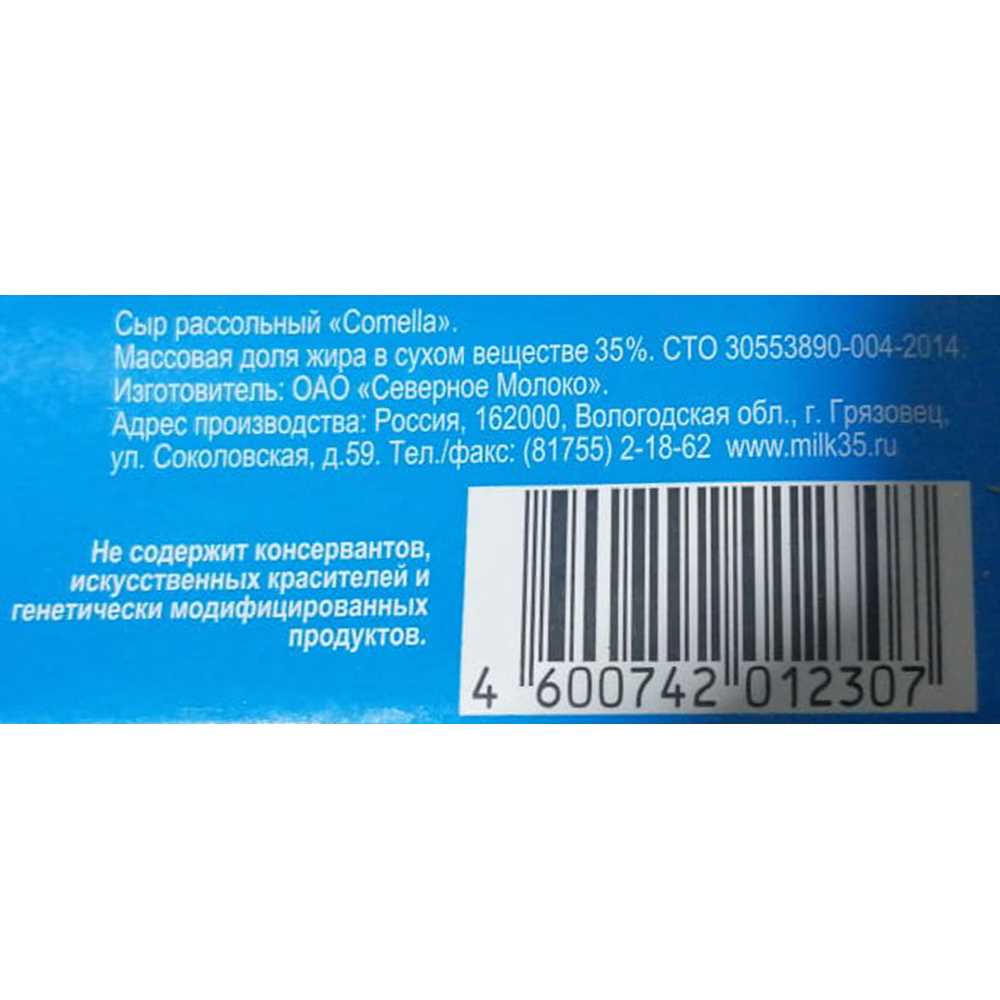 Сыр рассольный «Comella».
Массовая доля жира в сухом веществе 35%. СТО 30553890-004-2014.
Изготовитель: ОАО «Северное Молоко».
Адрес производства: Россия, 162000, Вологодская обл., г. Грязовец,
ул. Соколовская, д.59. Тел./факс: (81755) 2-18-62 www.milk35.ru
Не содержит консервантов,
искусственных красителей и
генетически модифицированных
продуктов.
4 600742 012307